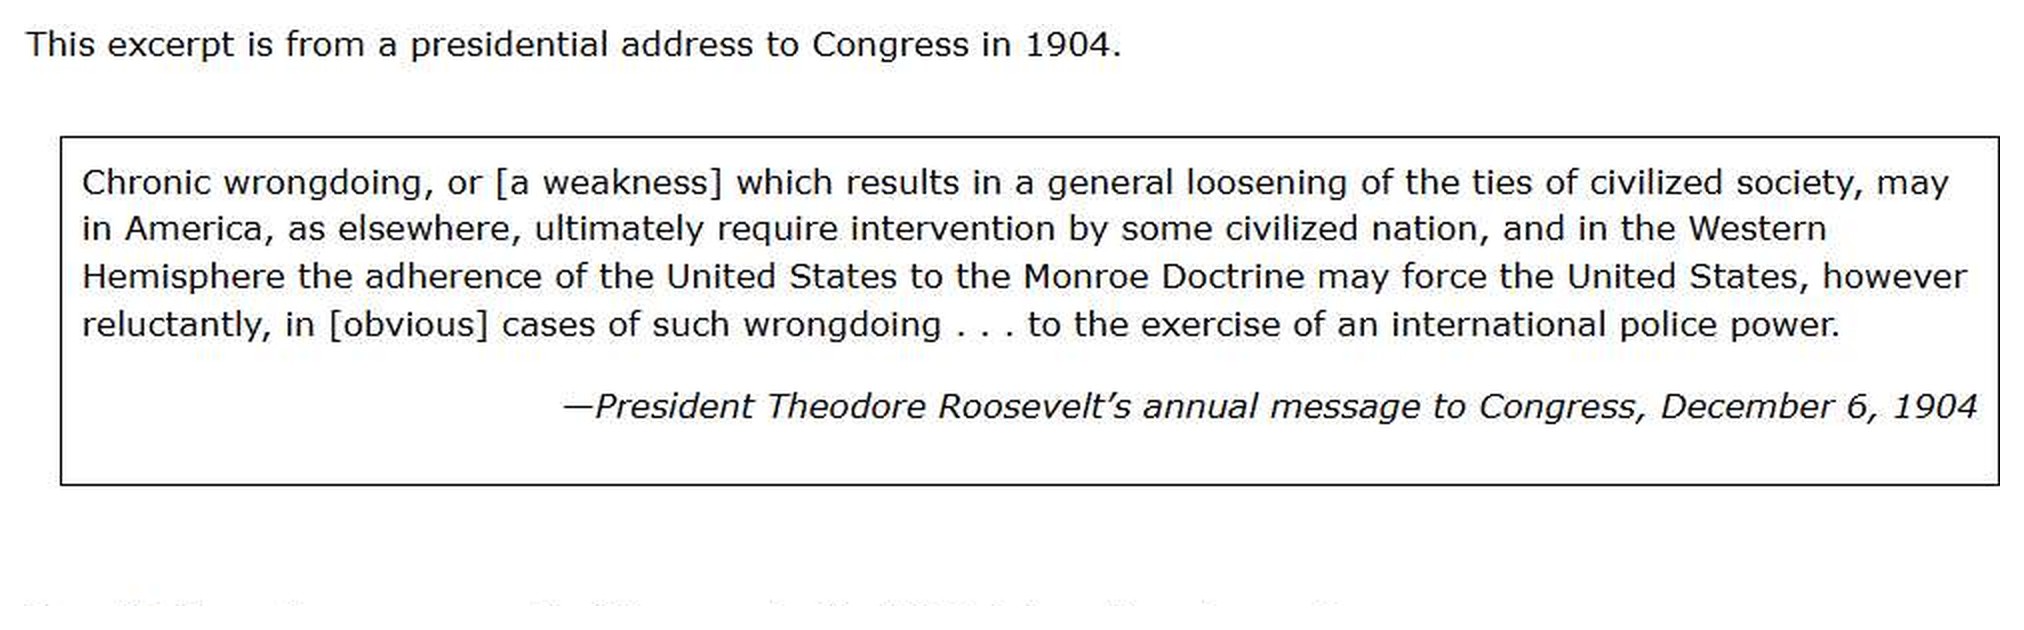 This excerpt is from a presidential address to Congress in 1904.
Chronic wrongdoing, or [a weakness] which results in a general loosening of the ties of civilized society, may
in America, as elsewhere, ultimately require intervention by some civilized nation, and in the Western
Hemisphere the adherence of the United States to the Monroe Doctrine may force the United States, however
reluctantly, in [obvious] cases of such wrongdoing . . . to the exercise of an international police power.
—President Theodore Roosevelt’s annual message to Congress, December 6, 1904